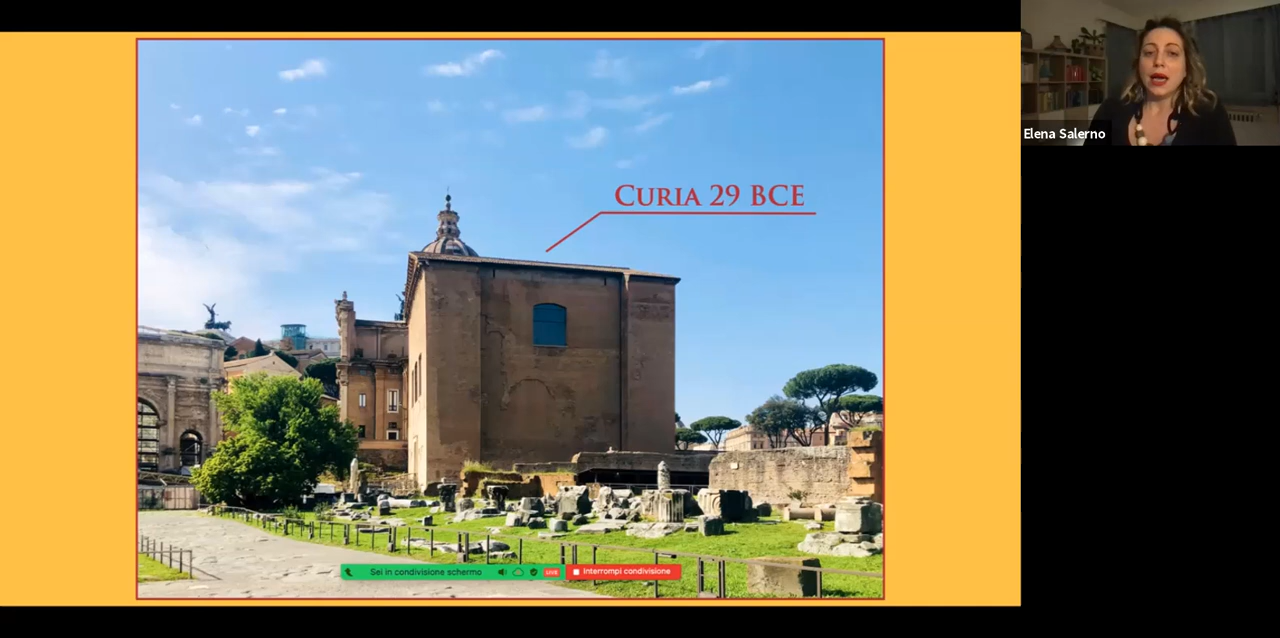 CURIA 29 BCE
Elena Salerno
Sei in condivisione schermo
LIVE
Interrompi condivisione